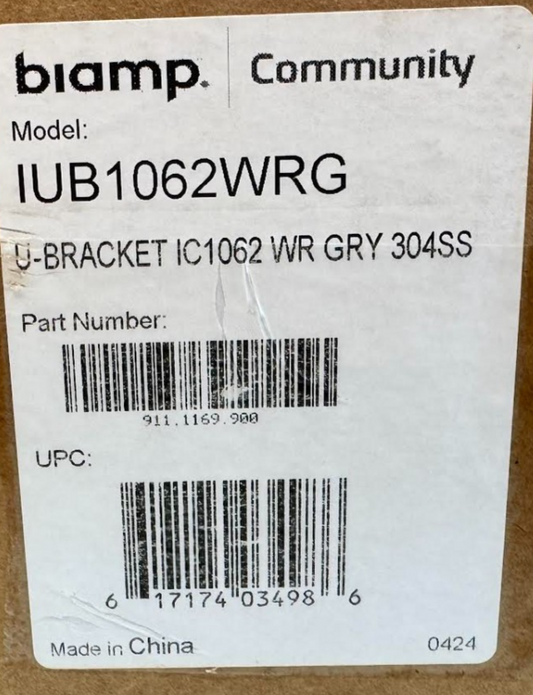 biamp. Community
Model:
IUB1062WRG
U-BRACKET IC1062 WR GRY 304SS
Part Number:
911.1169.900
UPC:
6 17174 03498 6
Made in China 0424